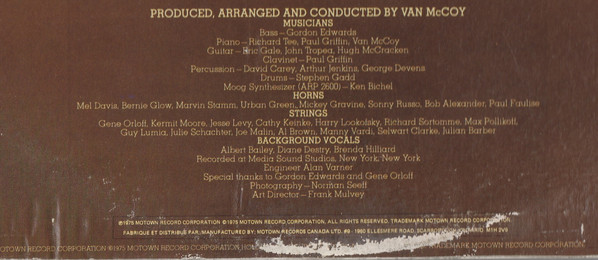 PRODUCED, ARRANGED AND CONDUCTED BY VAN McCOY
MUSICIANS
Bass—Gordon Edwards
Piano—Richard Tee, Paul Griffin, Van McCoy
Guitar—Eric Gale, John Tropea, Hugh McCracken
Clavinet—Paul Griffin
Percussion—David Carey, Arthur Jenkins, George Devens
Drums—Stephen Gadd
Moog Synthesizer (ARP 2600)—Ken Bichel
HORNS
Mel Davis, Bernie Glow, Marvin Stamm, Urban Green, Mickey Gravine, Sonny Russo, Bob Alexander, Paul Faulise
STRINGS
Gene Orloff, Kermit Moore, Jesse Levy, Cathy Keinke, Harry Lookofsky, Richard Sortomme, Max Pollikoff,
Guy Lumia, Julie Schachter, Joe Malin, Al Brown, Manny Vardi, Selwart Clarke, Julian Barber
BACKGROUND VOCALS
Albert Bailey, Diane Destry, Brenda Hilliard
Recorded at Media Sound Studios, New York, New York
Engineer Alan Varner
Special thanks to Gordon Edwards and Gene Orloff
Photography—Norman Seeff
Art Director—Frank Mulvey
©1975 MOTOWN RECORD CORPORATION ℗1975 MOTOWN RECORD CORPORATION, ALL RIGHTS RESERVED, TRADEMARK MOTOWN RECORD CORPORATION.
FABRIQUE ET DISTRIBUE PAR/MANUFACTURED BY: MOTOWN RECORDS CANADA LTD. #9 - 1960 ELLESMERE ROAD, ONTARIO M1H 2V6
MOTOWN RECORD CORPORATION ℗1975 MOTOWN RECORD CORPORATION TRADEMARK MOTOWN RECORD CORPORATION.